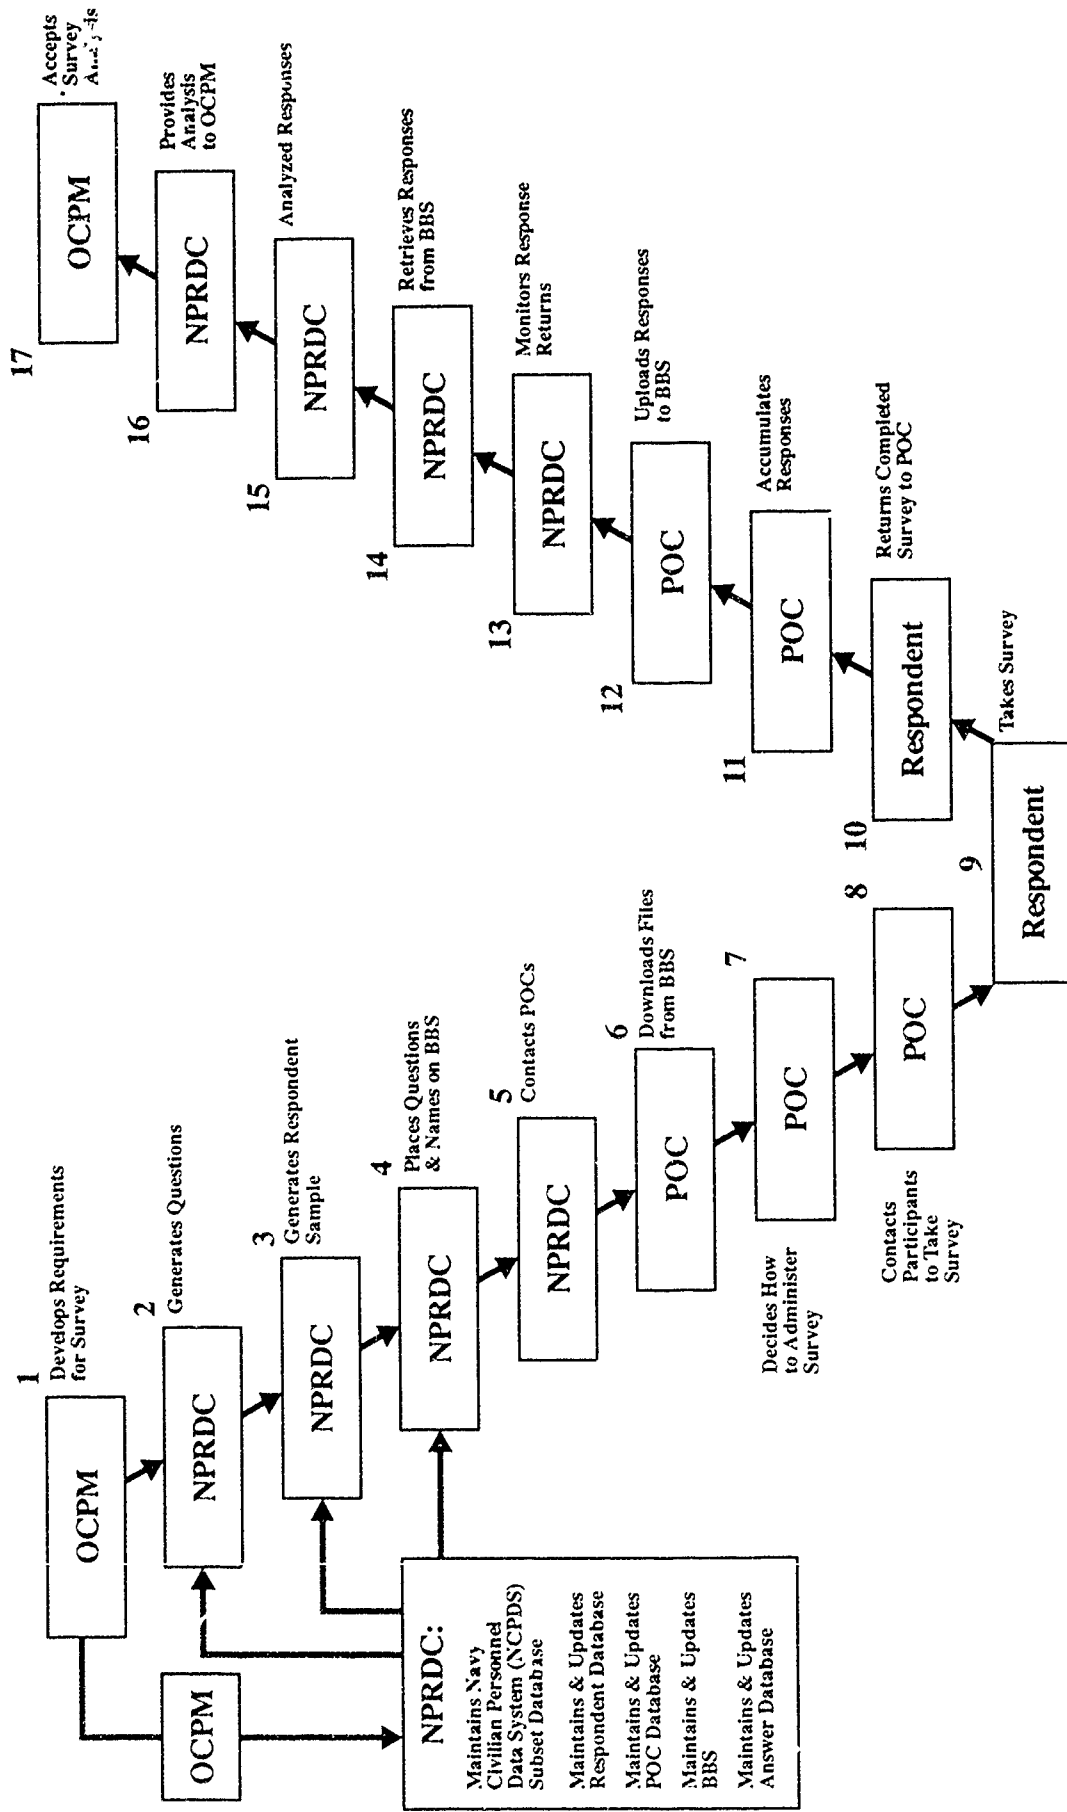 1
OCPM
Develops Requirements
for Survey
2
NPRDC
Generates Questions
3
NPRDC
Generates Respondent
Sample
4
NPRDC
Places Questions
& Names on BBS
5
NPRDC
Contacts POCs
6
POC
Downloads Files
from BBS
7
POC
Decides How
to Administer
Survey
8
POC
Contacts
Participants
to Take
Survey
9
Respondent
Takes Survey
10
Respondent
Returns Completed
Survey to POC
11
POC
Accumulates
Responses
12
POC
Uploads Responses
to BBS
13
NPRDC
Monitors Response
Returns
14
NPRDC
Retrieves Responses
from BBS
15
NPRDC
Analyzed Responses
16
NPRDC
Provides
Analysis
to OCPM
17
OCPM
Accepts
Survey
OCPM
NPRDC:
Maintains Navy
Civilian Personnel
Data System (NCPDS)
Subset Database
Maintains & Updates
Respondent Database
Maintains & Updates
POC Database
Maintains & Updates
BBS
Maintains & Updates
Answer Database